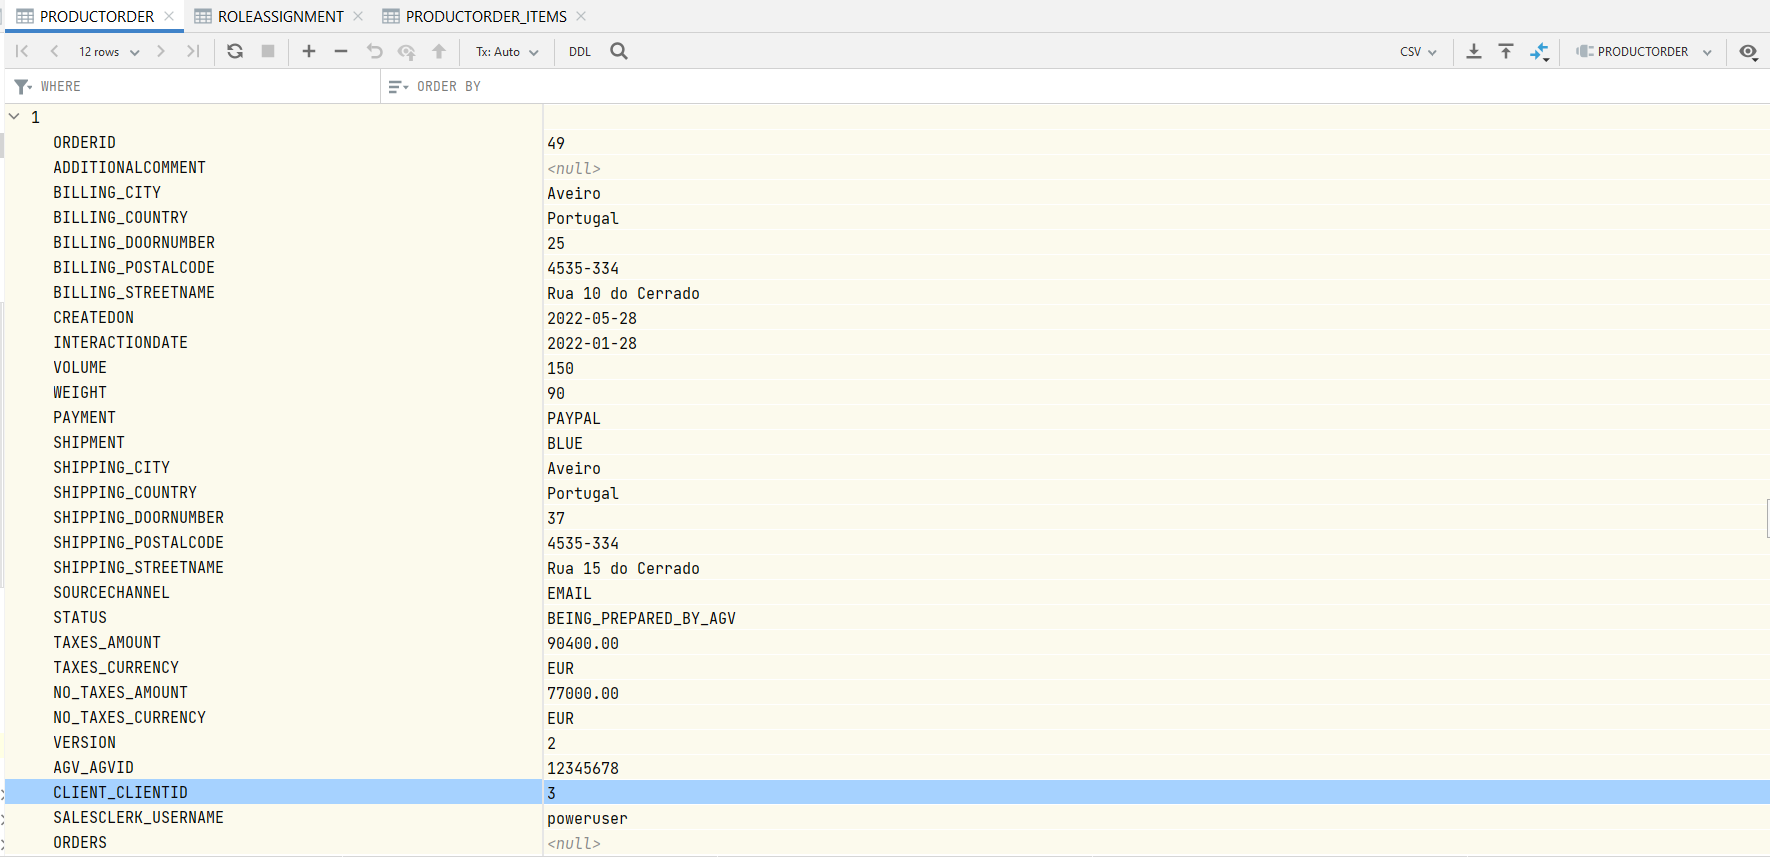 PRODUCTORDER ROLEASSIGNMENT PRODUCTORDER_ITEMS
12 rows Tx: Auto DDL CSV PRODUCTORDER
WHERE ORDER BY
1
ORDERID 49
ADDITIONALCOMMENT <null>
BILLING_CITY Aveiro
BILLING_COUNTRY Portugal
BILLING_DOORNUMBER 25
BILLING_POSTALCODE 4535-334
BILLING_STREETNAME Rua 10 do Cerrado
CREATEDON 2022-05-28
INTERACTIONDATE 2022-01-28
VOLUME 150
WEIGHT 90
PAYMENT PAYPAL
SHIPMENT BLUE
SHIPPING_CITY Aveiro
SHIPPING_COUNTRY Portugal
SHIPPING_DOORNUMBER 37
SHIPPING_POSTALCODE 4535-334
SHIPPING_STREETNAME Rua 15 do Cerrado
SOURCECHANNEL EMAIL
STATUS BEING_PREPARED_BY_AGV
TAXES_AMOUNT 90400.00
TAXES_CURRENCY EUR
NO_TAXES_AMOUNT 77000.00
NO_TAXES_CURRENCY EUR
VERSION 2
AGV_AGVID 12345678
CLIENT_CLIENTID 3
SALESCLERK_USERNAME poweruser
ORDERS <null>